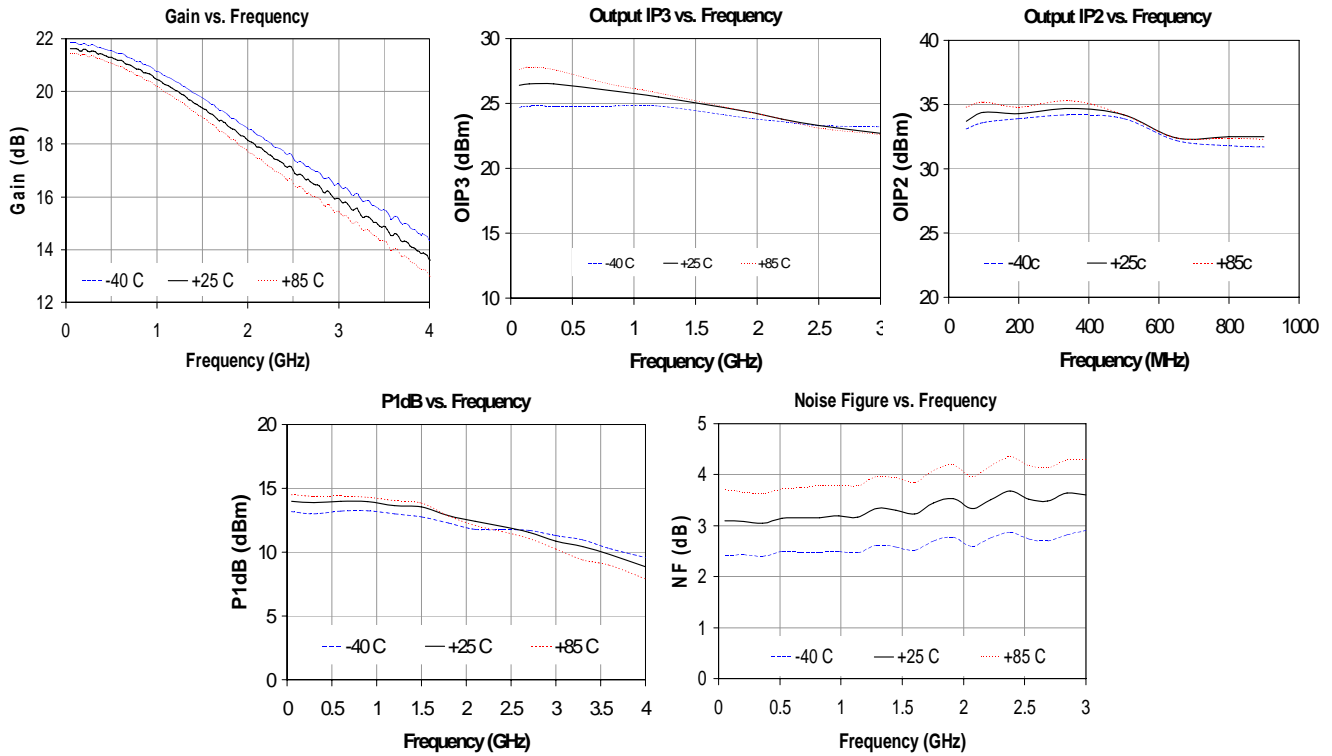 Gain vs. Frequency
22
20
18
16
14
12
Gain (dB)
-40 C +25 C +85 C
0 1 2 3 4
Frequency (GHz)
Output IP3 vs. Frequency
30
25
20
15
10
OIP3 (dBm)
-40 C +25 C +85 C
0 0.5 1 1.5 2 2.5 3
Frequency (GHz)
Output IP2 vs. Frequency
40
35
30
25
20
OIP2 (dBm)
-40c +25c +85c
0 200 400 600 800 1000
Frequency (MHz)
P1dB vs. Frequency
20
15
10
5
0
P1dB (dBm)
-40 C +25 C +85 C
0 0.5 1 1.5 2 2.5 3 3.5 4
Frequency (GHz)
Noise Figure vs. Frequency
5
4
3
2
1
0
NF (dB)
-40 C +25 C +85 C
0 0.5 1 1.5 2 2.5 3
Frequency (GHz)